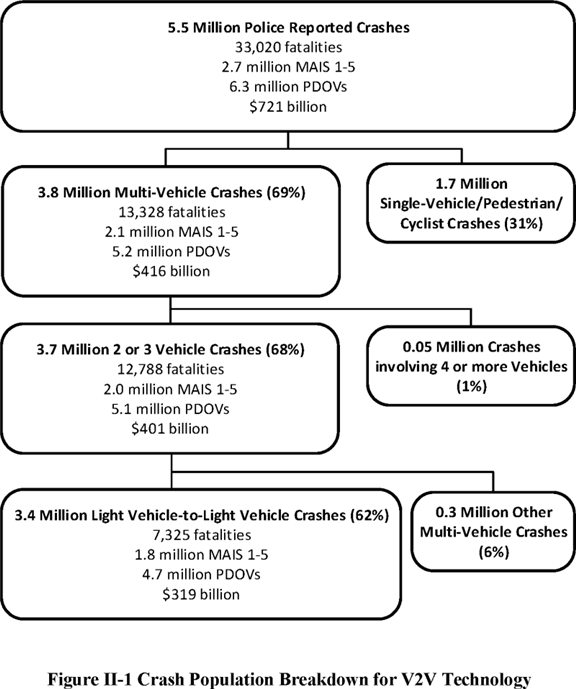 5.5 Million Police Reported Crashes
33,020 fatalities
2.7 million MAIS 1-5
6.3 million PDOVs
$721 billion
3.8 Million Multi-Vehicle Crashes (69%)
13,328 fatalities
2.1 million MAIS 1-5
5.2 million PDOVs
$416 billion
1.7 Million
Single-Vehicle/Pedestrian/
Cyclist Crashes (31%)
3.7 Million 2 or 3 Vehicle Crashes (68%)
12,788 fatalities
2.0 million MAIS 1-5
5.1 million PDOVs
$401 billion
0.05 Million Crashes
involving 4 or more Vehicles
(1%)
3.4 Million Light Vehicle-to-Light Vehicle Crashes (62%)
7,325 fatalities
1.8 million MAIS 1-5
4.7 million PDOVs
$319 billion
0.3 Million Other
Multi-Vehicle Crashes
(6%)
Figure II-1 Crash Population Breakdown for V2V Technology